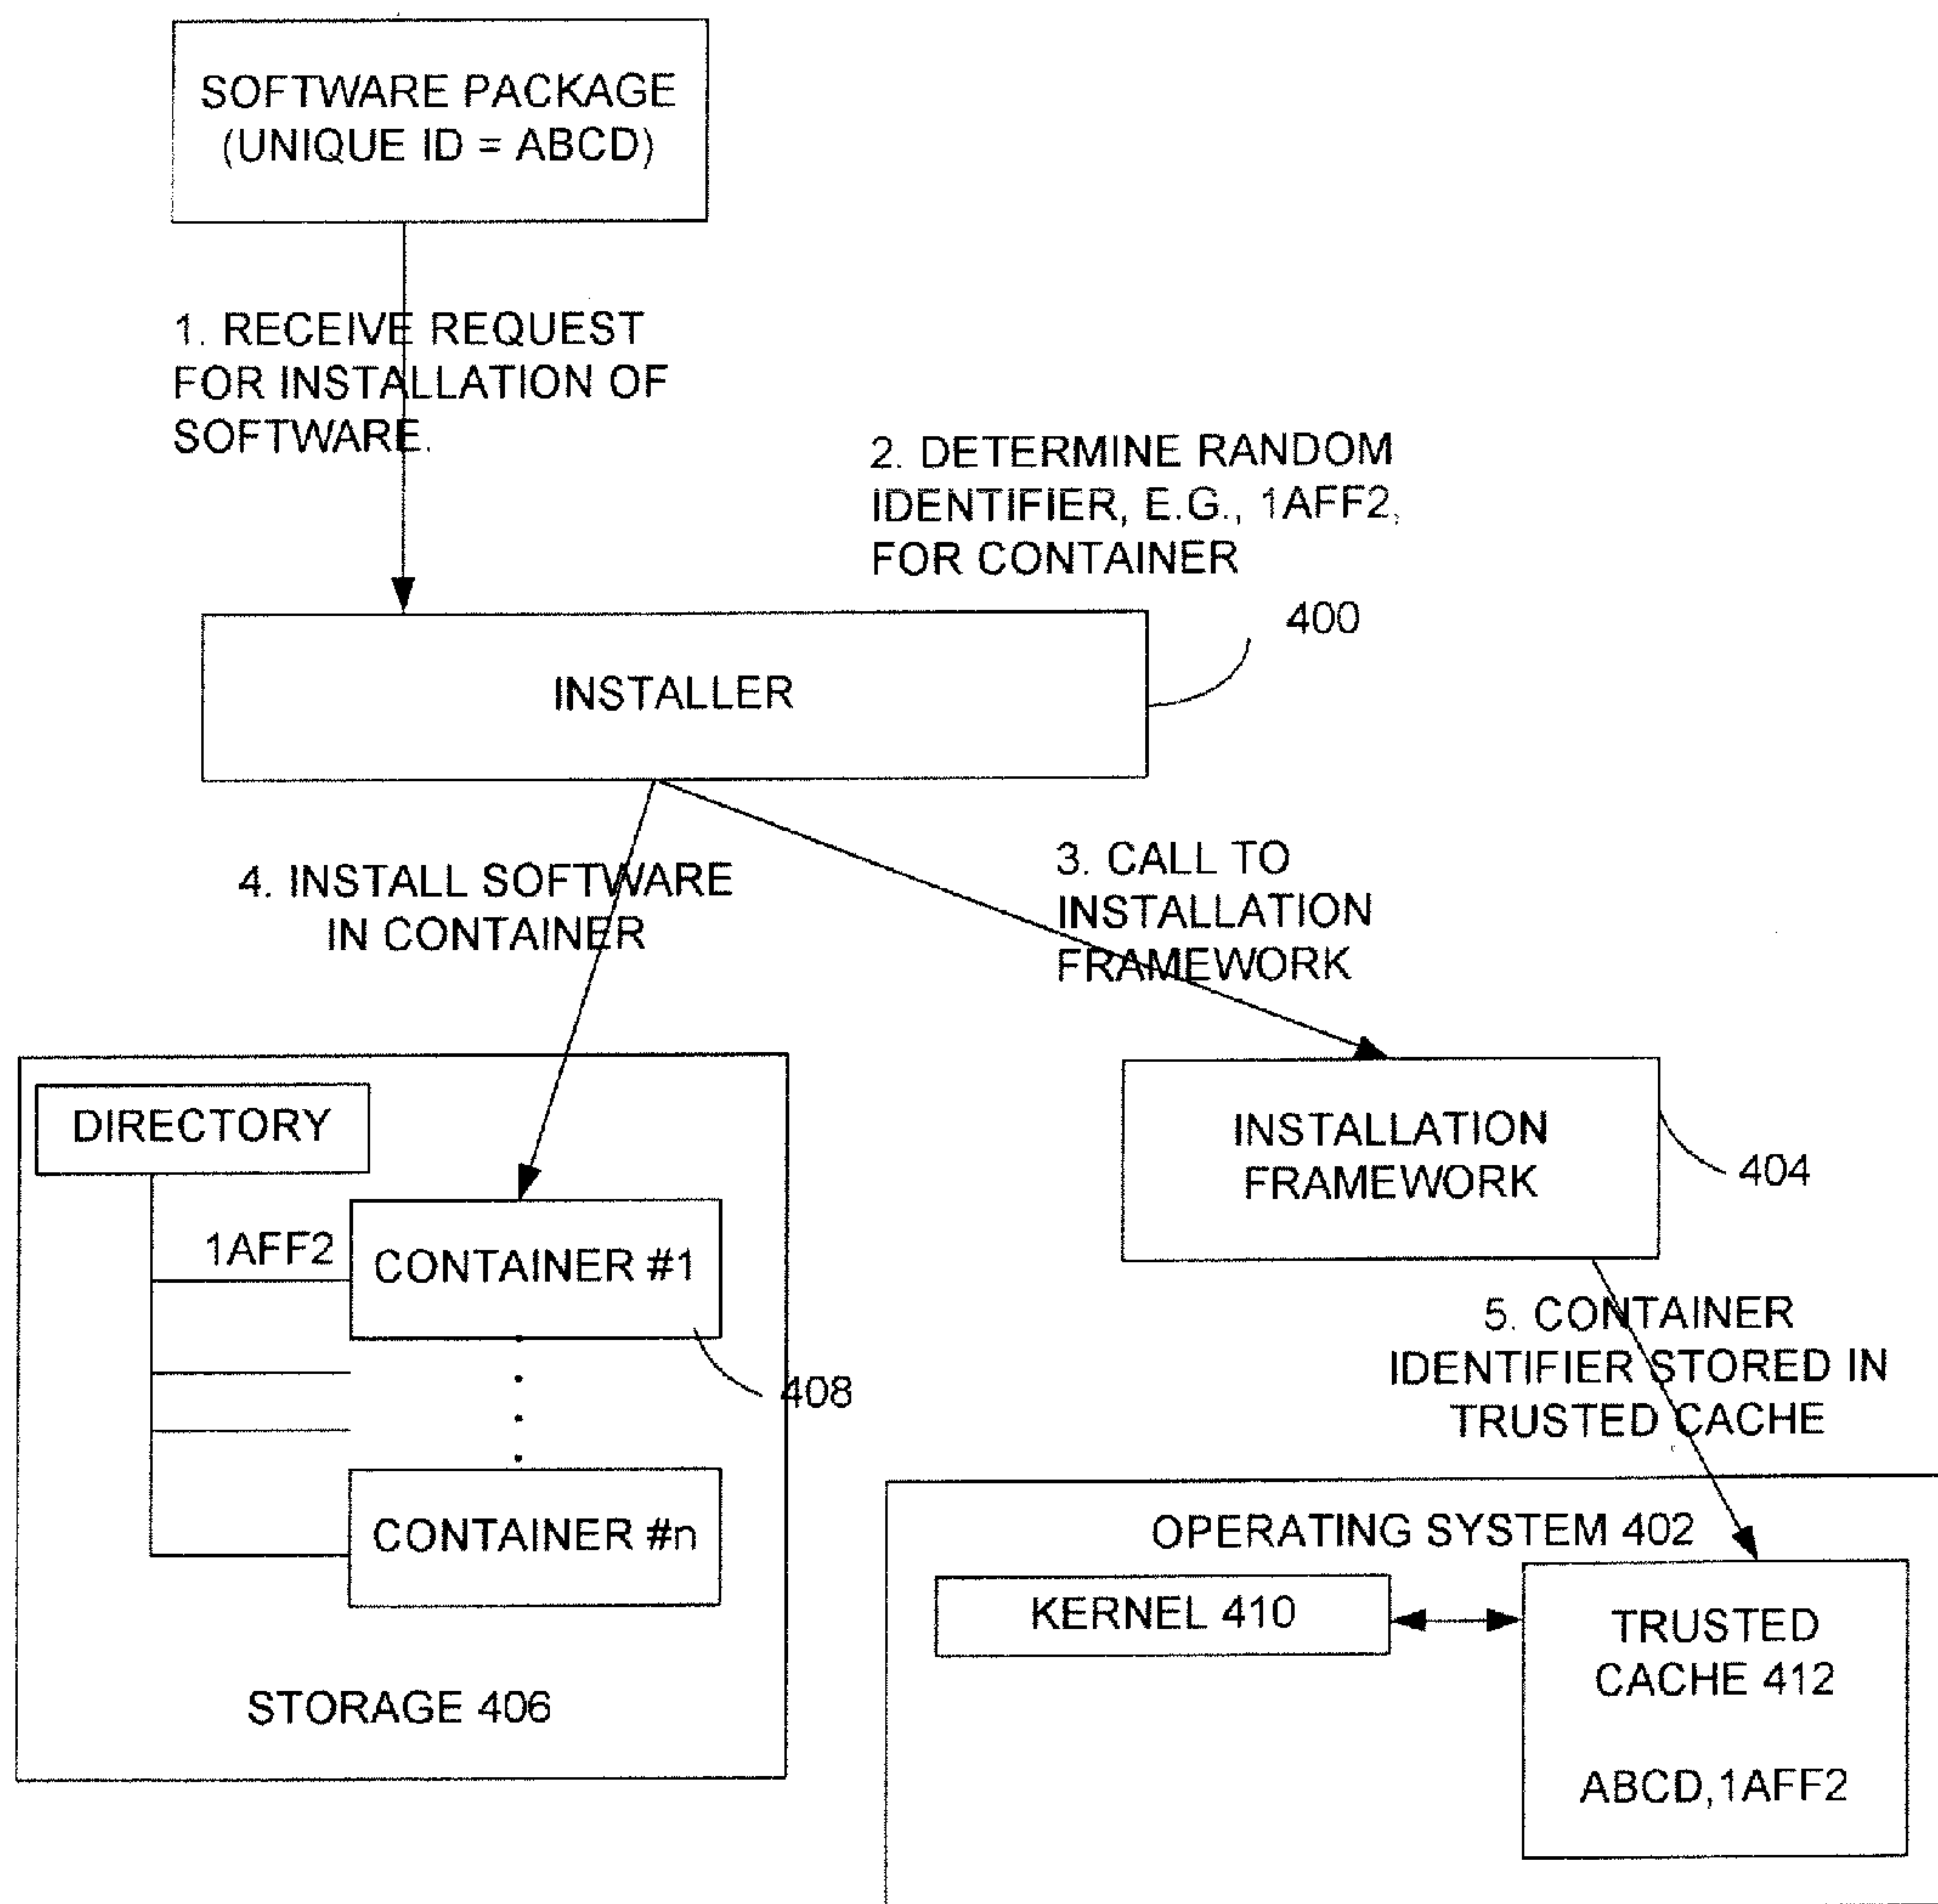 SOFTWARE PACKAGE
(UNIQUE ID = ABCD)
1. RECEIVE REQUEST
FOR INSTALLATION OF
SOFTWARE.
2. DETERMINE RANDOM
IDENTIFIER, E.G., 1AFF2,
FOR CONTAINER
400
INSTALLER
4. INSTALL SOFTWARE
IN CONTAINER
3. CALL TO
INSTALLATION
FRAMEWORK
DIRECTORY
1AFF2
CONTAINER #1
408
CONTAINER #n
STORAGE 406
INSTALLATION
FRAMEWORK
404
5. CONTAINER
IDENTIFIER STORED IN
TRUSTED CACHE
OPERATING SYSTEM 402
KERNEL 410
TRUSTED
CACHE 412
ABCD,1AFF2